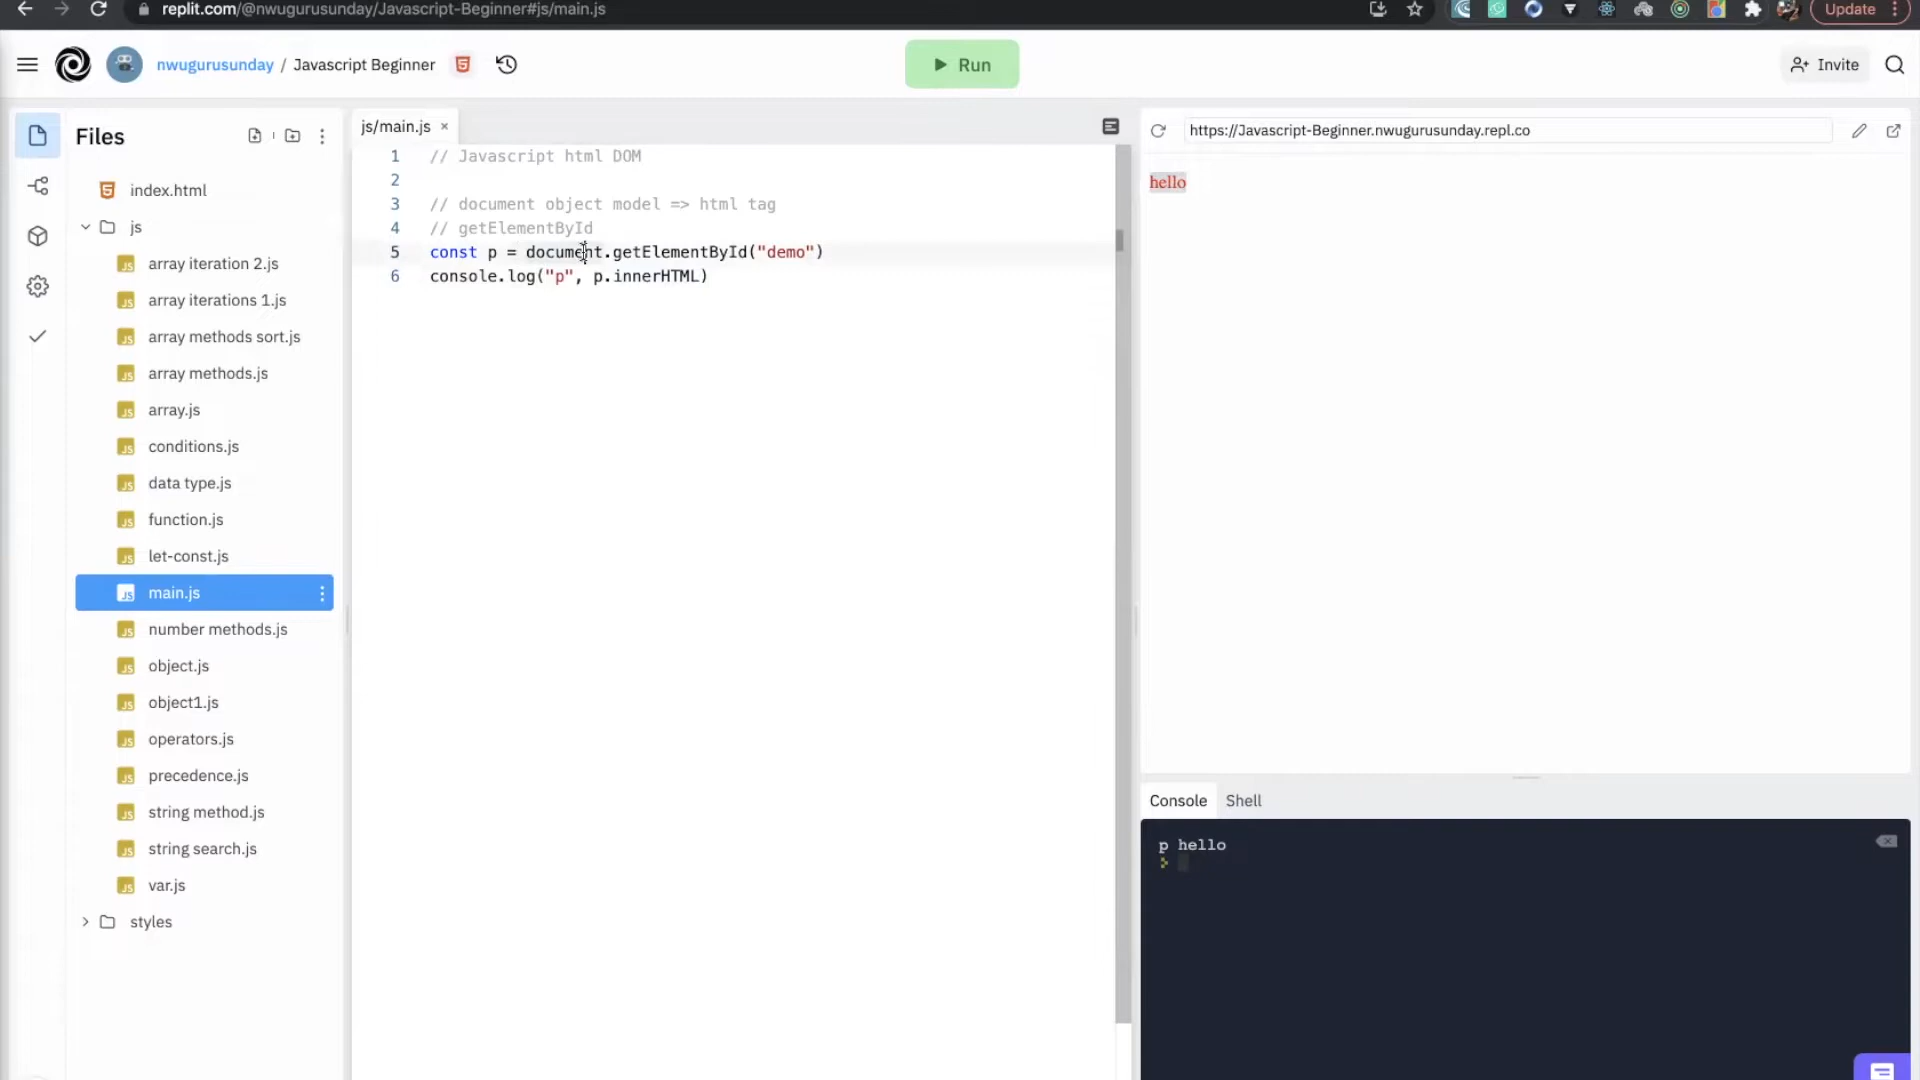 replit.com/@nwugurusunday/Javascript-Beginner#js/main.js
Update
nwugurusunday / Javascript Beginner
Run
Invite
Files
index.html
js
array iteration 2.js
array iterations 1.js
array methods sort.js
array methods.js
array.js
conditions.js
data type.js
function.js
let-const.js
main.js
number methods.js
object.js
object1.js
operators.js
precedence.js
string method.js
string search.js
var.js
styles
js/main.js ×
1 // Javascript html DOM
2
3 // document object model => html tag
4 // getElementById
5 const p = document.getElementById("demo")
6 console.log("p", p.innerHTML)
https://Javascript-Beginner.nwugurusunday.repl.co
hello
Console Shell
p hello